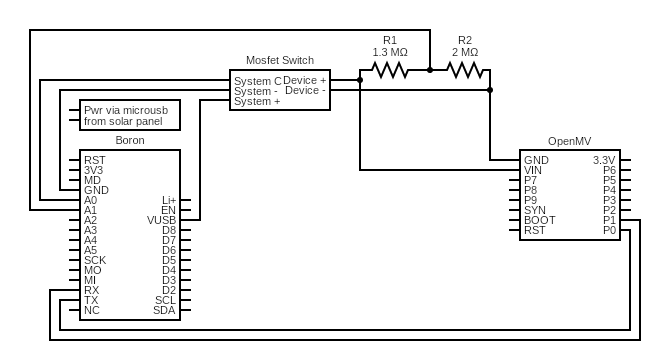 R1
1.3 MΩ
R2
2 MΩ
Mosfet Switch
System C
System -
System +
Device +
Device -
Pwr via microusb
from solar panel
Boron
RST
3V3
MD
GND
A0
A1
A2
A3
A4
A5
SCK
MO
MI
RX
TX
NC
Li+
EN
VUSB
D8
D7
D6
D5
D4
D3
D2
SCL
SDA
OpenMV
GND
VIN
P7
P8
P9
SYN
BOOT
RST
3.3V
P6
P5
P4
P3
P2
P1
P0